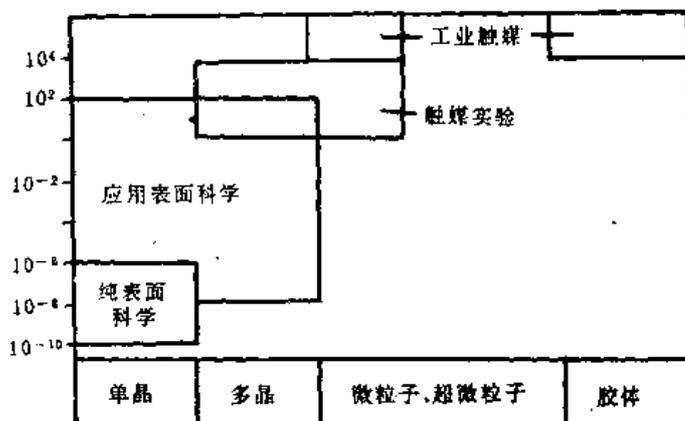 10⁴
10²
10⁻²
10⁻⁶
10⁻⁸
10⁻¹⁰
工业触媒
触媒实验
应用表面科学
纯表面
科学
单晶
多晶
微粒子、超微粒子
胶体